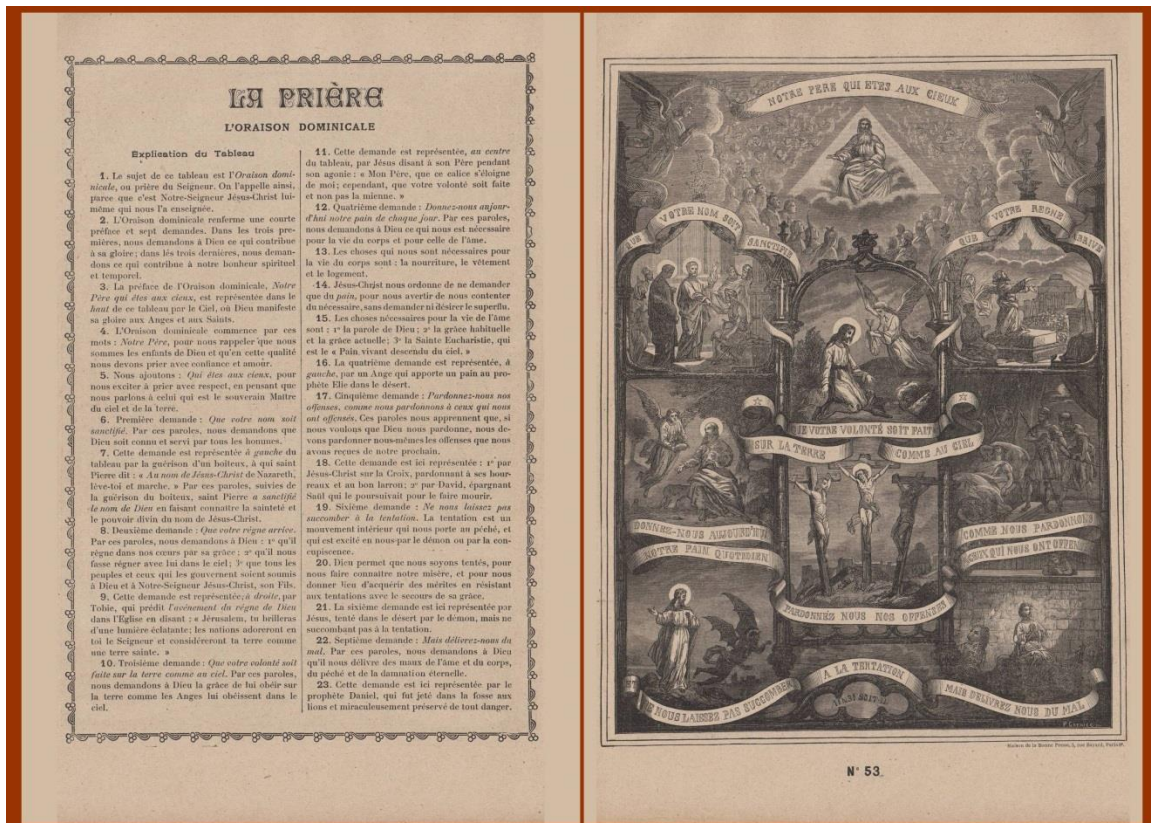 LA PRIÈRE
L'ORAISON DOMINICALE
Explication du Tableau
1. Le sujet de ce tableau est l'Oraison domi-
nicale, ou prière du Seigneur. On l'appelle ainsi,
parce que c'est Notre-Seigneur Jésus-Christ lui-
même qui nous l'a enseignée.
2. L'Oraison dominicale renferme une courte
préface et sept demandes. Dans les trois pre-
mières, nous demandons à Dieu ce qui contribue
à sa gloire; dans les trois dernières, nous deman-
dons ce qui contribue à notre bonheur spirituel
et temporel.
3. La préface de l'Oraison dominicale, Notre
Père qui êtes aux cieux, est représentée dans le
haut de ce tableau par le Ciel, où Dieu manifeste
sa gloire aux Anges et aux Saints.
4. L'Oraison dominicale commence par ces
mots : Notre Père, pour nous rappeler que nous
sommes les enfants de Dieu et qu'en cette qualité
nous devons prier avec confiance et amour.
5. Nous ajoutons : Qui êtes aux cieux, pour
nous exciter à prier avec respect, en pensant que
nous parlons à celui qui est le souverain Maître
du ciel et de la terre.
6. Première demande : Que votre nom soit
sanctifié. Par ces paroles, nous demandons que
Dieu soit connu et servi par tous les hommes.
7. Cette demande est représentée à gauche du
tableau par la guérison d'un boiteux, à qui saint
Pierre dit : « Au nom de Jésus-Christ de Nazareth,
lève-toi et marche. » Par ces paroles, suivies de
la guérison du boiteux, saint Pierre a sanctifié
le nom de Dieu en faisant connaître la sainteté et
le pouvoir divin du nom de Jésus-Christ.
8. Deuxième demande : Que votre règne arrive.
Par ces paroles, nous demandons à Dieu : 1° qu'il
règne dans nos cœurs par sa grâce; 2° qu'il nous
fasse régner avec lui dans le ciel; 3° que tous les
peuples et ceux qui les gouvernent soient soumis
à Dieu et à Notre-Seigneur Jésus-Christ, son Fils.
9. Cette demande est représentée, à droite, par
Tobie, qui prédit l'avènement du règne de Dieu
dans l'Eglise en disant : « Jérusalem, tu brilleras
d'une lumière éclatante; les nations adoreront en
toi le Seigneur et considéreront ta terre comme
une terre sainte. »
10. Troisième demande : Que votre volonté soit
faite sur la terre comme au ciel. Par ces paroles,
nous demandons à Dieu la grâce de lui obéir sur
la terre comme les Anges lui obéissent dans le
ciel.
11. Cette demande est représentée, au centre
du tableau, par Jésus disant à son Père pendant
son agonie : « Mon Père, que ce calice s'éloigne
de moi; cependant, que votre volonté soit faite
et non pas la mienne. »
12. Quatrième demande : Donnez-nous aujour-
d'hui notre pain de chaque jour. Par ces paroles,
nous demandons à Dieu ce qui nous est nécessaire
pour la vie du corps et pour celle de l'âme.
13. Les choses qui nous sont nécessaires pour
la vie du corps sont : la nourriture, le vêtement
et le logement.
14. Jésus-Christ nous ordonne de ne demander
que du pain, pour nous avertir de nous contenter
du nécessaire, sans demander ni désirer le superflu.
15. Les choses nécessaires pour la vie de l'âme
sont : 1° la parole de Dieu; 2° la grâce habituelle
et la grâce actuelle; 3° la Sainte Eucharistie, qui
est le « Pain vivant descendu du ciel. »
16. La quatrième demande est représentée, à
gauche, par un Ange qui apporte un pain au pro-
phète Elie dans le désert.
17. Cinquième demande : Pardonnez-nous nos
offenses, comme nous pardonnons à ceux qui nous
ont offensés. Ces paroles nous apprennent que, si
nous voulons que Dieu nous pardonne, nous de-
vons pardonner nous-mêmes les offenses que nous
avons reçues de notre prochain.
18. Cette demande est ici représentée : 1° par
Jésus-Christ sur la Croix, pardonnant à ses bour-
reaux et au bon larron; 2° par David, épargnant
Saül qui le poursuivait pour le faire mourir.
19. Sixième demande : Ne nous laissez pas
succomber à la tentation. La tentation est un
mouvement intérieur qui nous porte au péché, et
qui est excité en nous par le démon ou par la con-
cupiscence.
20. Dieu permet que nous soyons tentés, pour
nous faire connaître notre misère, et pour nous
donner lieu d'acquérir des mérites en résistant
aux tentations avec le secours de sa grâce.
21. La sixième demande est ici représentée par
Jésus, tenté dans le désert par le démon, mais ne
succombant pas à la tentation.
22. Septième demande : Mais délivrez-nous du
mal. Par ces paroles, nous demandons à Dieu
qu'il nous délivre des maux de l'âme et du corps,
du péché et de la damnation éternelle.
23. Cette demande est ici représentée par le
prophète Daniel, qui fut jeté dans la fosse aux
lions et miraculeusement préservé de tout danger.
NOTRE PERE QUI ETES AUX CIEUX
QUE VOTRE NOM SOIT SANCTIFIE
QUE VOTRE REGNE ARRIVE
QUE VOTRE VOLONTÉ SOIT FAITE
SUR LA TERRE COMME AU CIEL
DONNEZ-NOUS AUJOURD'HUI
NOTRE PAIN QUOTIDIEN
COMME NOUS PARDONNONS
CEUX QUI NOUS ONT OFFEN
PARDONNÉS NOUS NOS OFFENSES
NE NOUS LAISSEZ PAS SUCCOMBER
A LA TENTATION
MAIS DELIVREZ NOUS DU MAL
Maison de la Bonne Presse, 5, rue Bayard, Paris
N° 53.